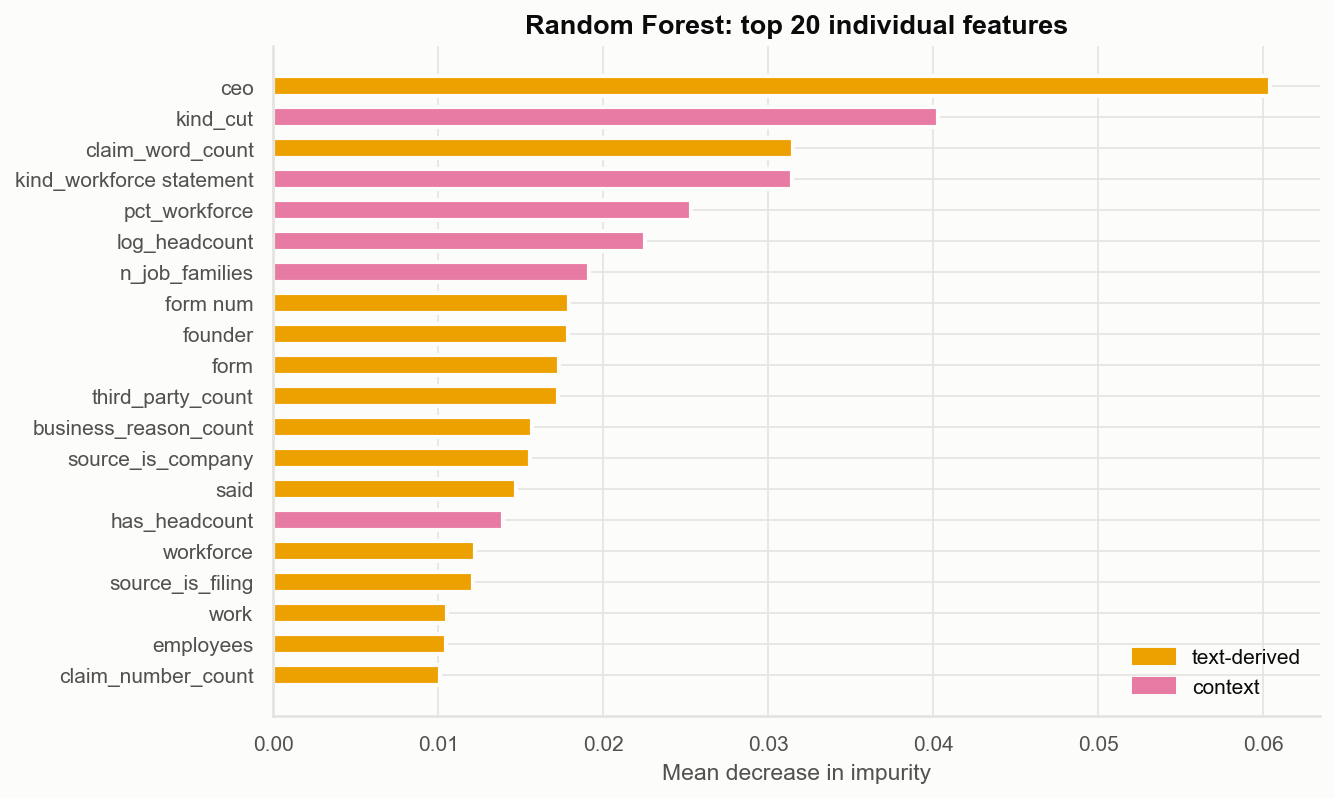 Random Forest: top 20 individual features
ceo
kind_cut
claim_word_count
kind_workforce statement
pct_workforce
log_headcount
n_job_families
form num
founder
form
third_party_count
business_reason_count
source_is_company
said
has_headcount
workforce
source_is_filing
work
employees
claim_number_count
text-derived
context
0.00 0.01 0.02 0.03 0.04 0.05 0.06
Mean decrease in impurity